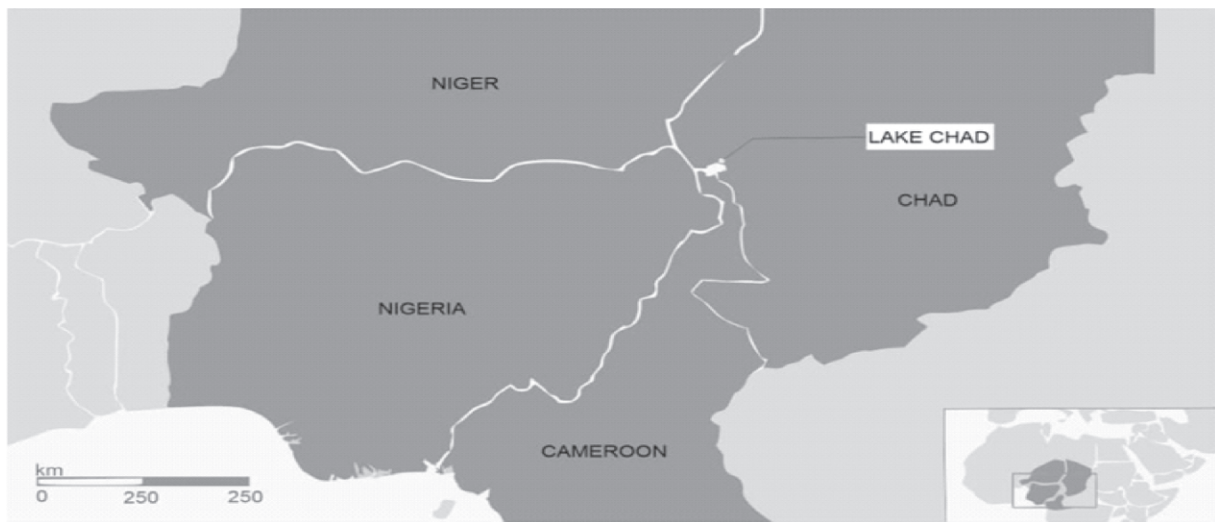 NIGER
LAKE CHAD
CHAD
NIGERIA
CAMEROON
km
0 250 250